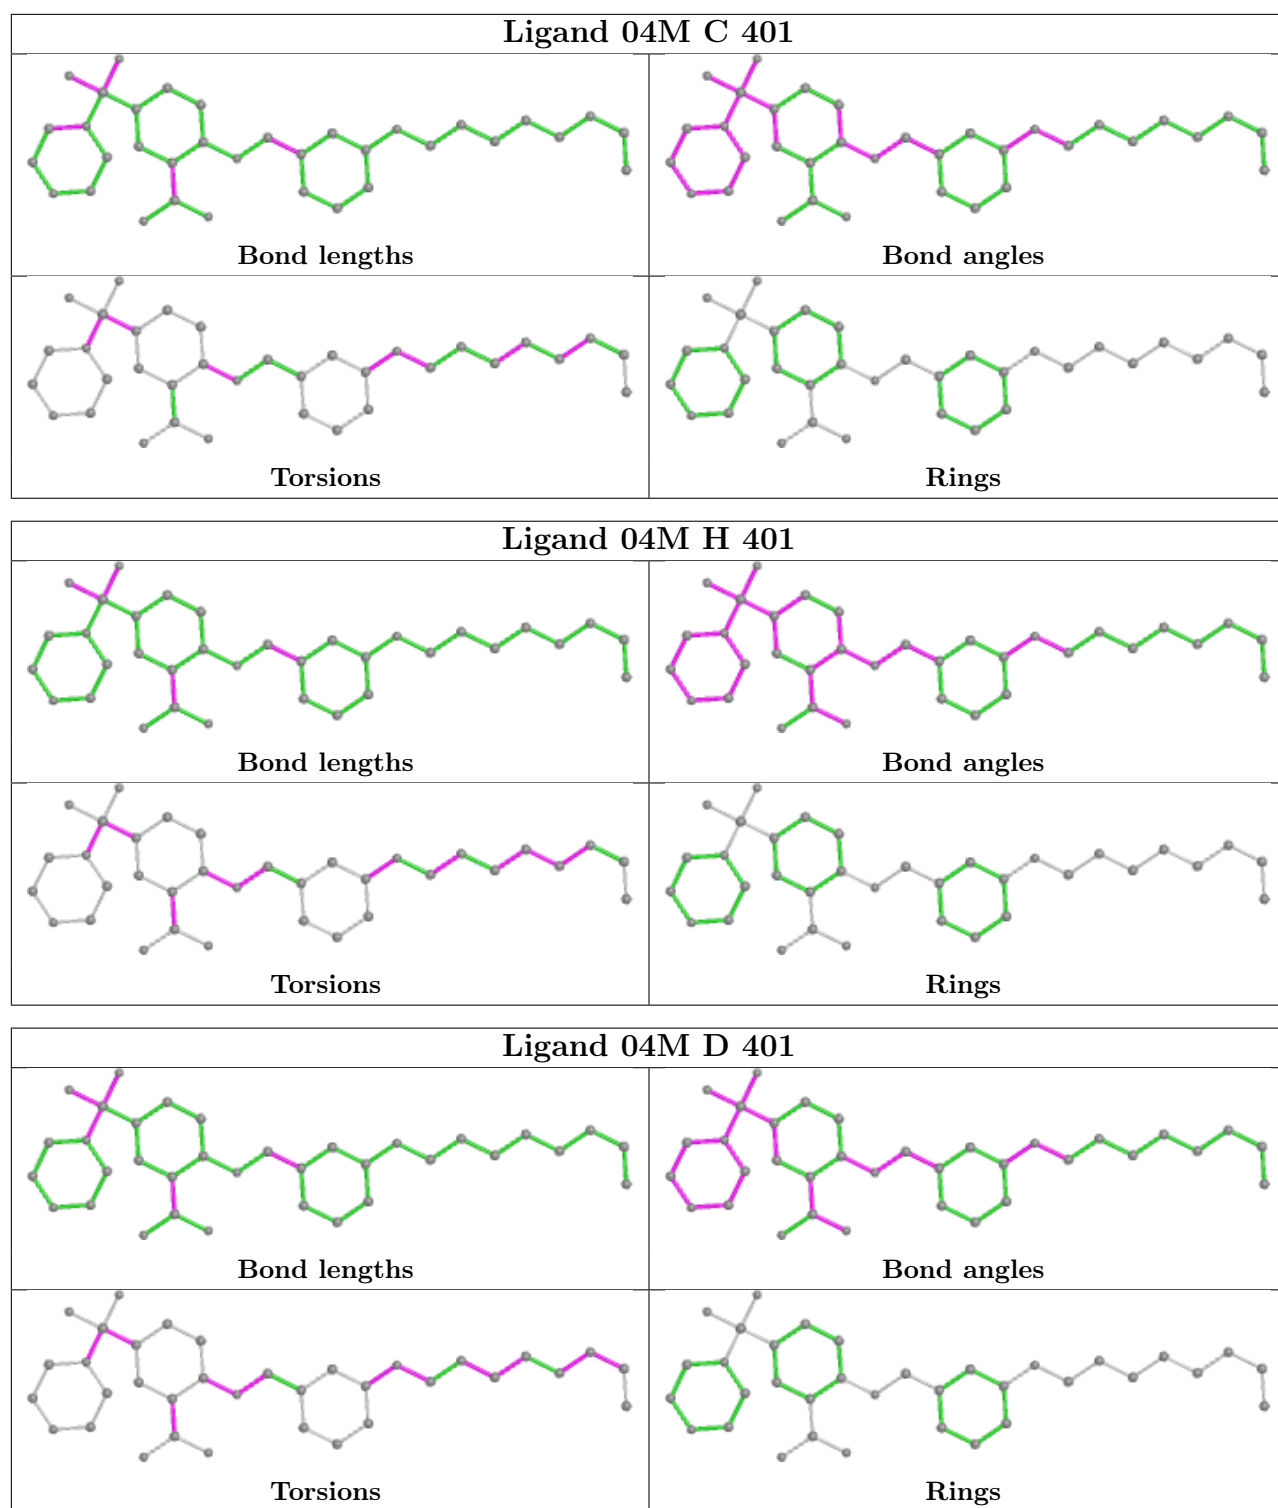 Ligand 04M C 401
Bond lengths
Bond angles
Torsions
Rings
Ligand 04M H 401
Bond lengths
Bond angles
Torsions
Rings
Ligand 04M D 401
Bond lengths
Bond angles
Torsions
Rings